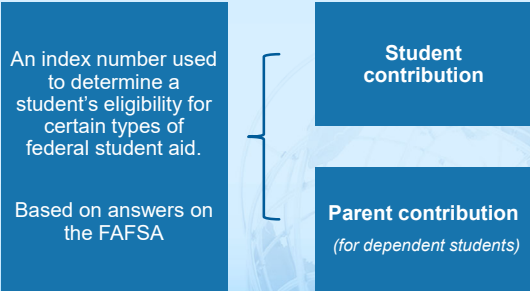 An index number used
to determine a
student's eligibility for
certain types of
federal student aid.
Based on answers on
the FAFSA
Student
contribution
Parent contribution
(for dependent students)